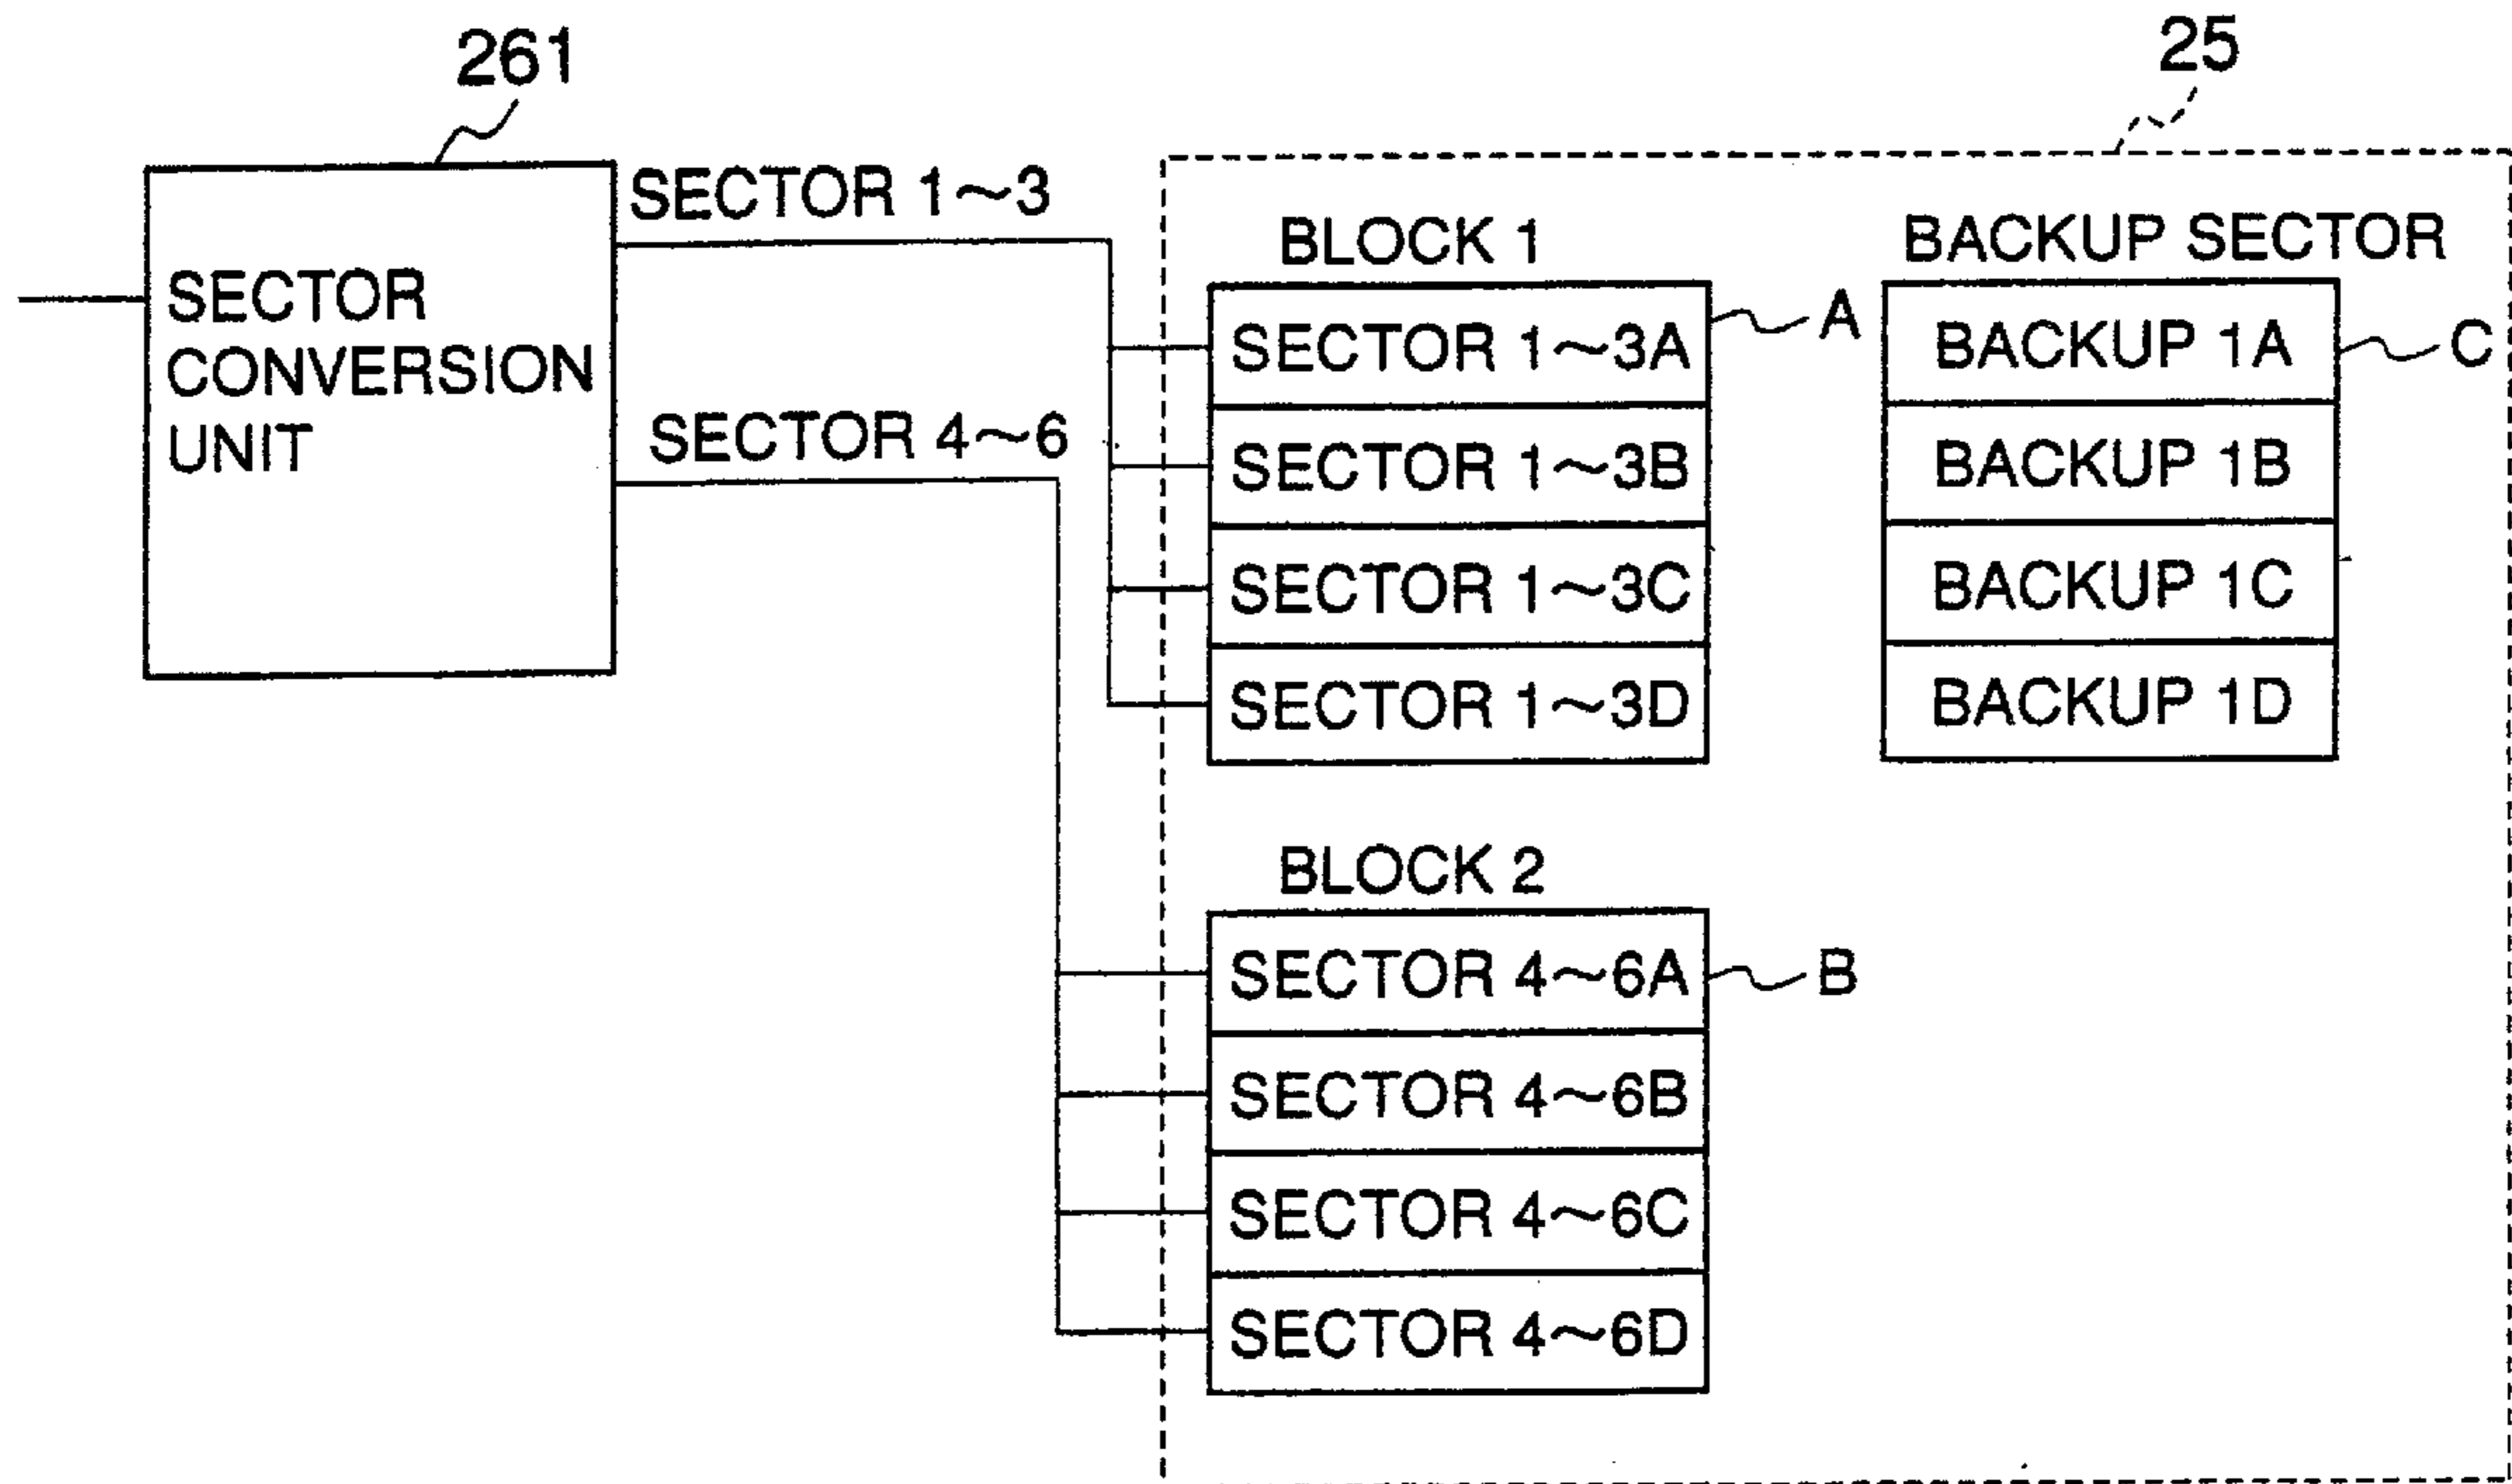 261
25
SECTOR
CONVERSION
UNIT
SECTOR 1~3
SECTOR 4~6
BLOCK 1
SECTOR 1~3A
SECTOR 1~3B
SECTOR 1~3C
SECTOR 1~3D
A
BACKUP SECTOR
BACKUP 1A
BACKUP 1B
BACKUP 1C
BACKUP 1D
C
BLOCK 2
SECTOR 4~6A
SECTOR 4~6B
SECTOR 4~6C
SECTOR 4~6D
B